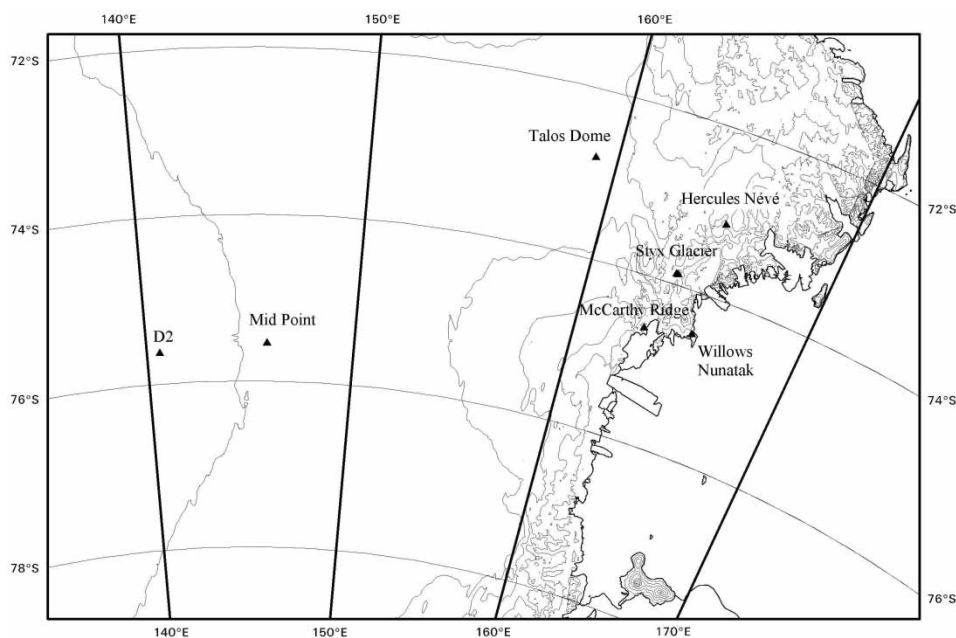 140°E 150°E 160°E
72°S
Talos Dome
Hercules Névé
72°S
74°S
Styx Glacier
McCarthy Ridge
Mid Point
D2
Willows
Nunatak
76°S
74°S
78°S
76°S
140°E 150°E 160°E 170°E